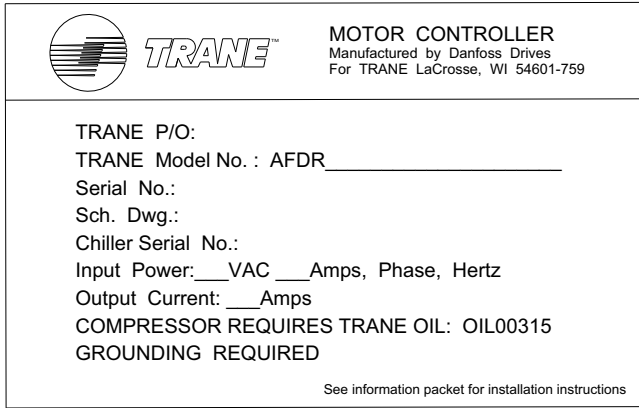 TRANE™
MOTOR CONTROLLER
Manufactured by Danfoss Drives
For TRANE LaCrosse, WI 54601-759
TRANE P/O:
TRANE Model No. : AFDR_____________________
Serial No.:
Sch. Dwg.:
Chiller Serial No.:
Input Power:___VAC ___Amps, Phase, Hertz
Output Current: ___Amps
COMPRESSOR REQUIRES TRANE OIL: OIL00315
GROUNDING REQUIRED
See information packet for installation instructions